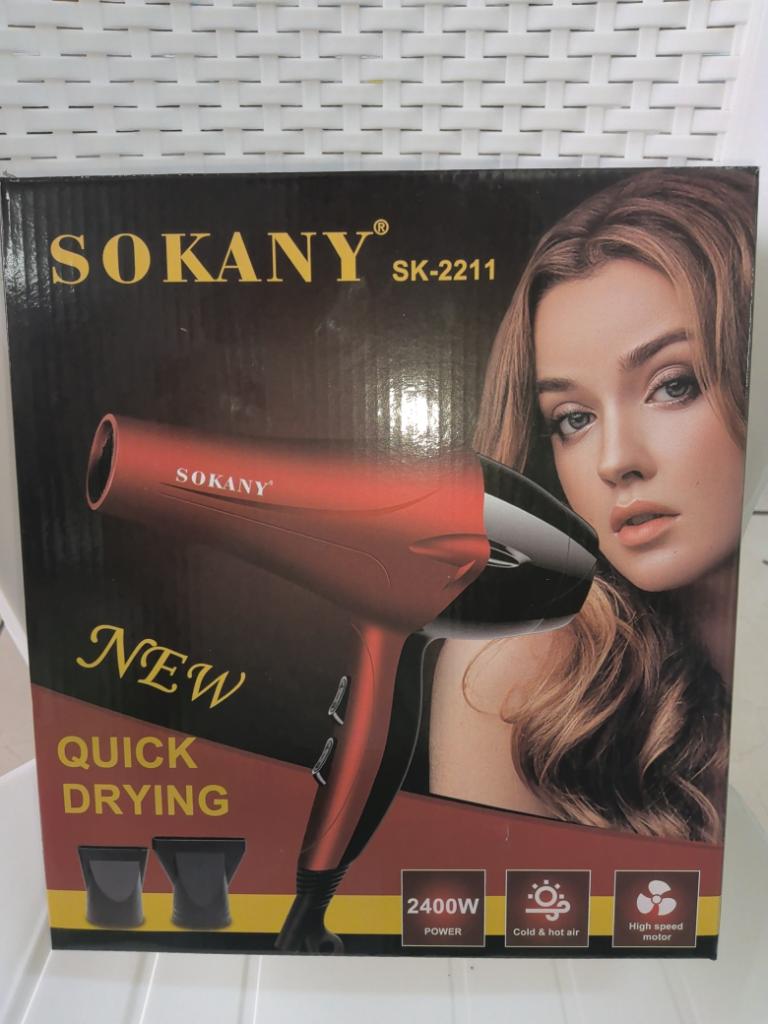 SOKANY®
SK-2211
SOKANY®
NEW
QUICK
DRYING
2400W
POWER
Cold & hot air
High speed
motor